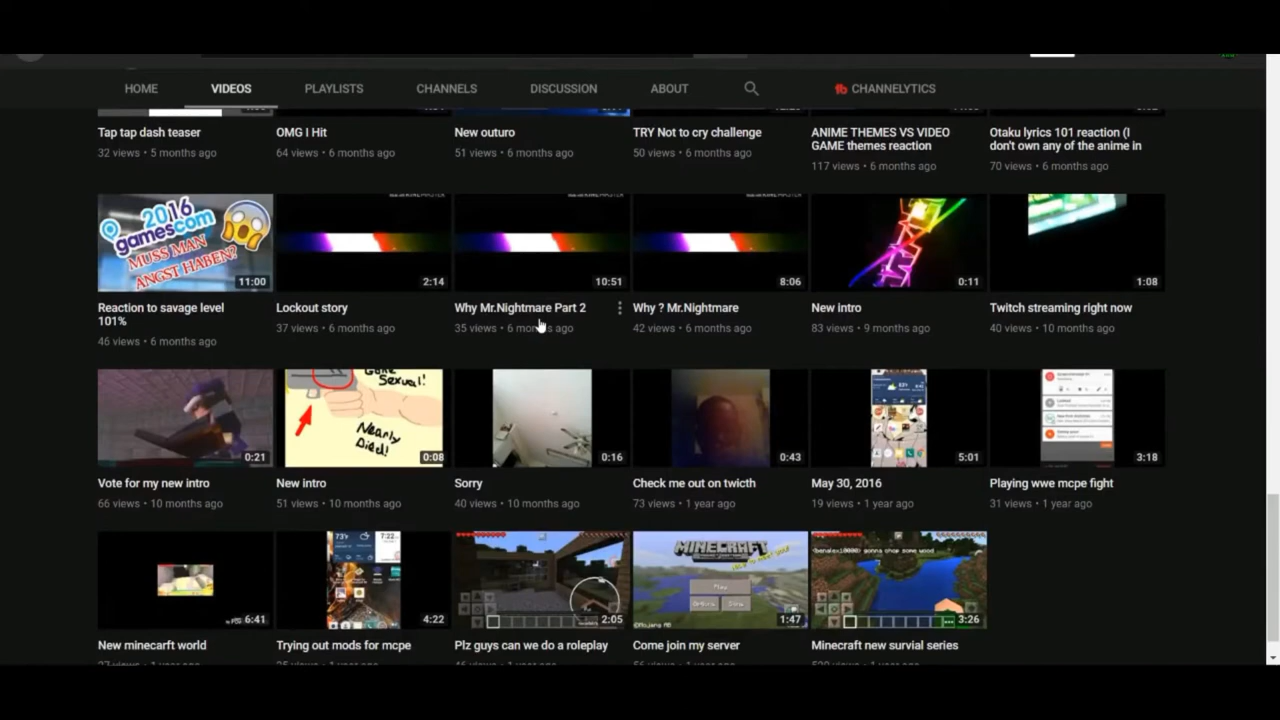 HOME VIDEOS PLAYLISTS CHANNELS DISCUSSION ABOUT CHANNELYTICS
Tap tap dash teaser
32 views • 5 months ago
OMG I Hit
64 views • 6 months ago
New outuro
51 views • 6 months ago
TRY Not to cry challenge
50 views • 6 months ago
ANIME THEMES VS VIDEO
GAME themes reaction
117 views • 6 months ago
Otaku lyrics 101 reaction (I
don't own any of the anime in
70 views • 6 months ago
2016
gamescom
MUSS MAN
ANGST HABEN?
11:00
Reaction to savage level
101%
46 views • 6 months ago
2:14
Lockout story
37 views • 6 months ago
10:51
Why Mr.Nightmare Part 2
35 views • 6 months ago
8:06
Why ? Mr.Nightmare
42 views • 6 months ago
0:11
New intro
83 views • 9 months ago
1:08
Twitch streaming right now
40 views • 10 months ago
0:21
Vote for my new intro
66 views • 10 months ago
Gone
Sexual!
Nearly
Died!
0:08
New intro
51 views • 10 months ago
0:16
Sorry
40 views • 10 months ago
0:43
Check me out on twicth
73 views • 1 year ago
5:01
May 30, 2016
19 views • 1 year ago
3:18
Playing wwe mcpe fight
31 views • 1 year ago
6:41
New minecarft world
73°F 7:22
4:22
Trying out mods for mcpe
2:05
Plz guys can we do a roleplay
MINECRAFT
Play
1:47
Come join my server
gonna chop some wood
3:26
Minecraft new survial series